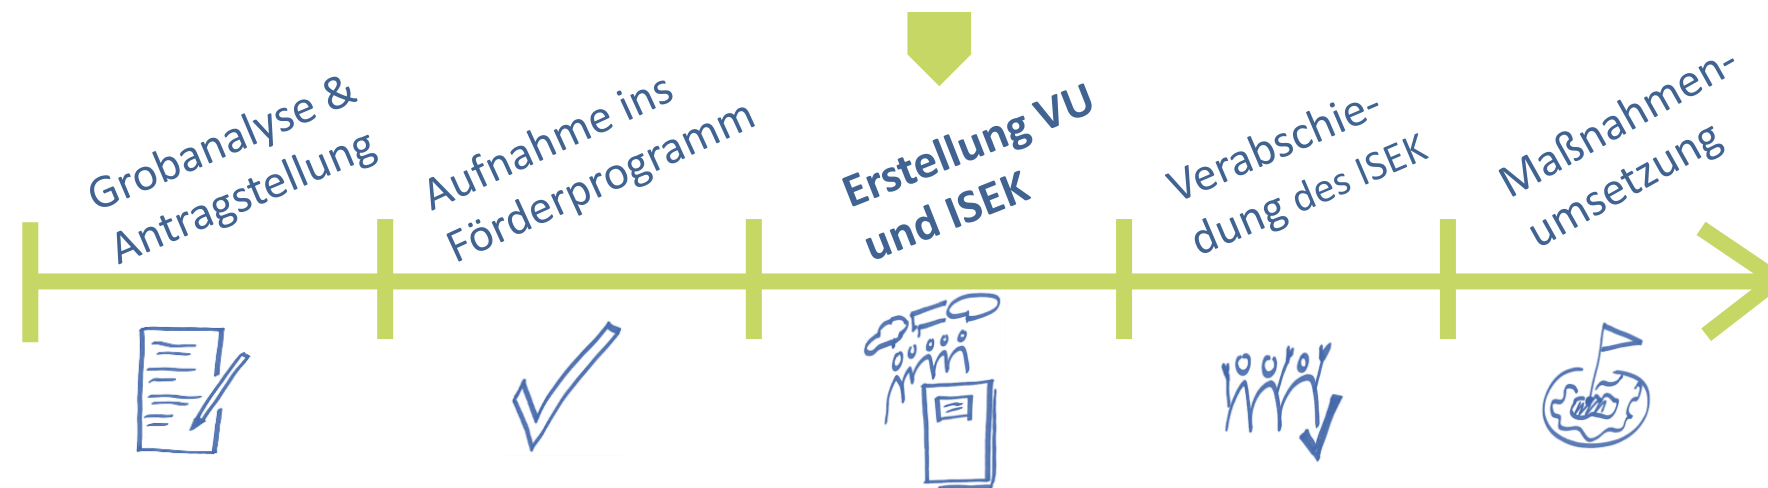 Grobanalyse &
Antragstellung
Aufnahme ins
Förderprogramm
Erstellung VU
und ISEK
Verabschie-
dung des ISEK
Maßnahmen-
umsetzung